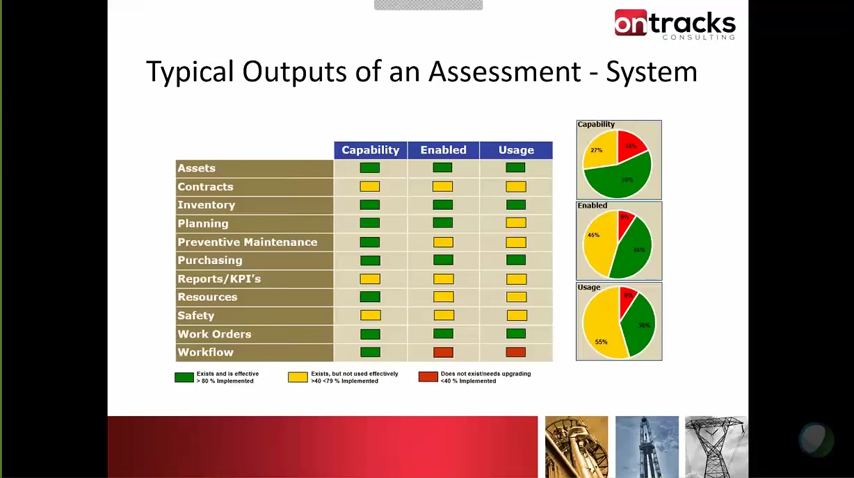 ontracks
CONSULTING
Typical Outputs of an Assessment - System
Capability Enabled Usage
Assets
Contracts
Inventory
Planning
Preventive Maintenance
Purchasing
Reports/KPI's
Resources
Safety
Work Orders
Workflow
Exists and is effective
> 80 % Implemented
Exists, but not used effectively
>40 <79 % Implemented
Does not exist/needs upgrading
<40 % Implemented
Capability
27%
Enabled
45%
Usage
55%